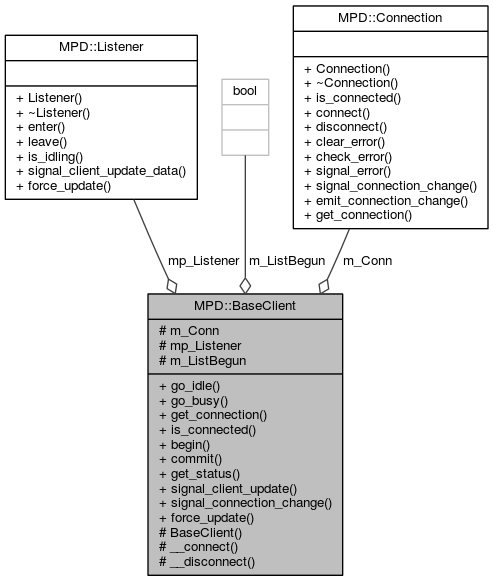 MPD::Listener
+ Listener()
+ ~Listener()
+ enter()
+ leave()
+ is_idling()
+ signal_client_update_data()
+ force_update()
bool
MPD::Connection
+ Connection()
+ ~Connection()
+ is_connected()
+ connect()
+ disconnect()
+ clear_error()
+ check_error()
+ signal_error()
+ signal_connection_change()
+ emit_connection_change()
+ get_connection()
mp_Listener
m_ListBegun
m_Conn
MPD::BaseClient
# m_Conn
# mp_Listener
# m_ListBegun
+ go_idle()
+ go_busy()
+ get_connection()
+ is_connected()
+ begin()
+ commit()
+ get_status()
+ signal_client_update()
+ signal_connection_change()
+ force_update()
# BaseClient()
# __connect()
# __disconnect()